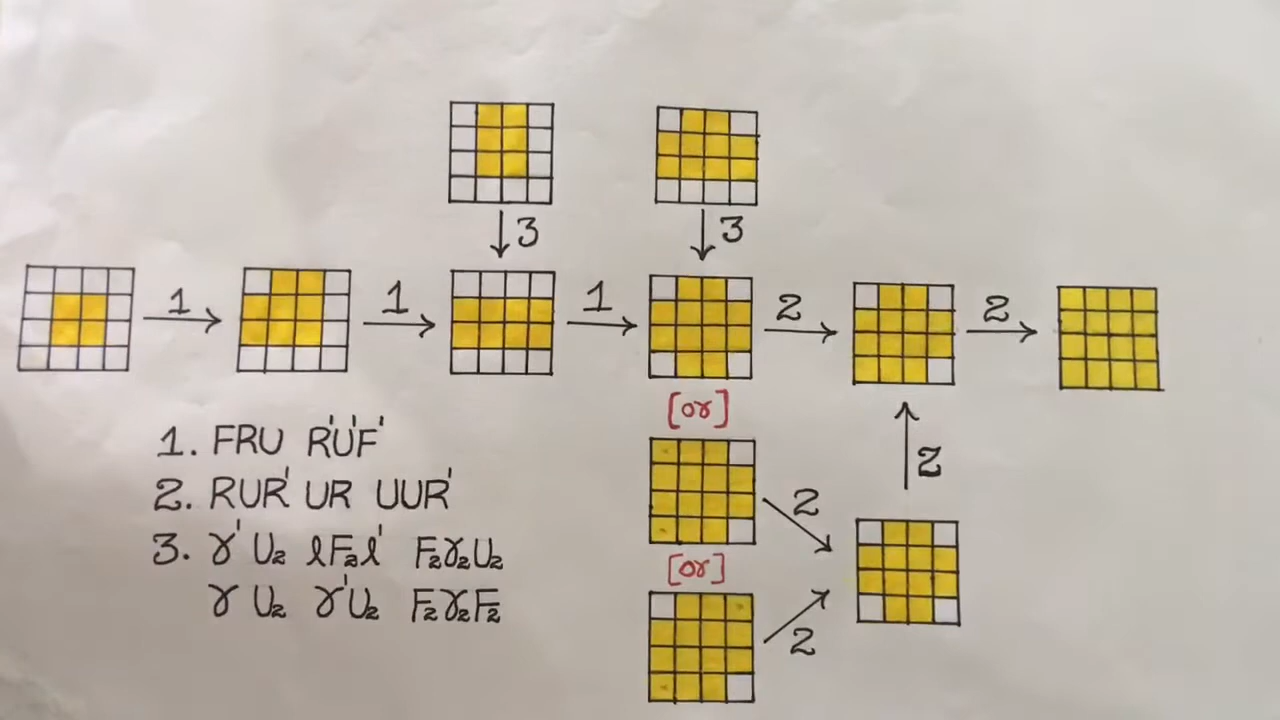 3 3
1 1 1 2 2
[or]
1. FRU R'U'F'
2. RUR' UR UUR'
2
2
3. r' U₂ lF₂l' F₂r₂U₂
[or]
r U₂ r'U₂ F₂r₂F₂
2